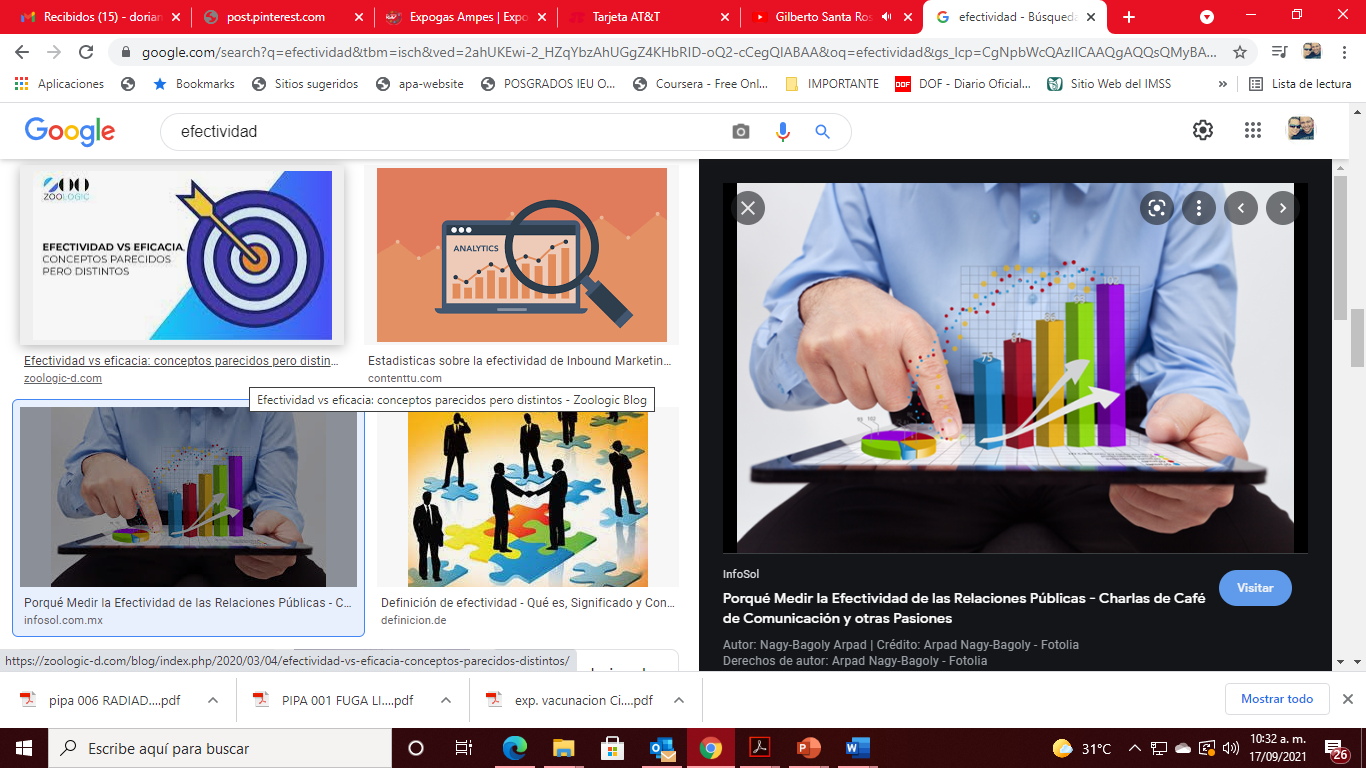 Recibidos (15) - dorian
post.pinterest.com
Expogas Ampes | Expo
Tarjeta AT&T
Gilberto Santa Ros
efectividad - Búsqueda
google.com/search?q=efectividad&tbm=isch&ved=2ahUKEwi-2_HZqYbzAhUGgZ4KHbRID-oQ2-cCegQIABAA&oq=efectividad&gs_lcp=CgNpbWcQAzIICAAQgAQQsQMyBA...
Aplicaciones
Bookmarks
Sitios sugeridos
apa-website
POSGRADOS IEU O...
Coursera - Free Onl...
IMPORTANTE
DOF
DOF - Diario Oficial...
Sitio Web del IMSS
»
Lista de lectura
Google
efectividad
ZOO
ZOOLOGIC
EFECTIVIDAD VS EFICACIA
CONCEPTOS PARECIDOS
PERO DISTINTOS
Efectividad vs eficacia: conceptos parecidos pero distin...
zoologic-d.com
ANALYTICS
Estadisticas sobre la efectividad de Inbound Marketin...
contenttu.com
Efectividad vs eficacia: conceptos parecidos pero distintos - Zoologic Blog
Porqué Medir la Efectividad de las Relaciones Públicas - C...
infosol.com.mx
Definición de efectividad - Qué es, Significado y Con...
definicion.de
75
81
102
InfoSol
Porqué Medir la Efectividad de las Relaciones Públicas - Charlas de Café
de Comunicación y otras Pasiones
Visitar
Autor: Nagy-Bagoly Arpad | Crédito: Arpad Nagy-Bagoly - Fotolia
Derechos de autor: Arpad Nagy-Bagoly - Fotolia
https://zoologic-d.com/blog/index.php/2020/03/04/efectividad-vs-eficacia-conceptos-parecidos-distintos/
pipa 006 RADIAD....pdf
PIPA 001 FUGA LI....pdf
exp. vacunacion Ci....pdf
Mostrar todo
Escribe aquí para buscar
31°C
10:32 a. m.
17/09/2021
26